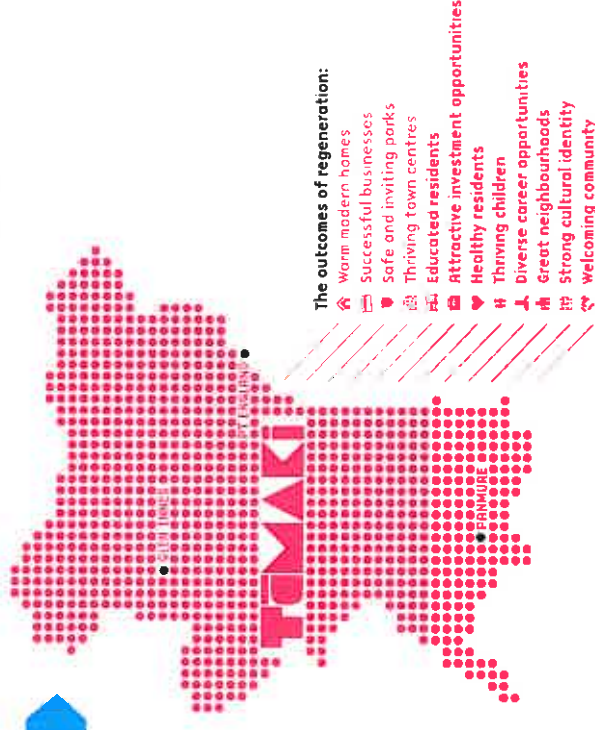 The outcomes of regeneration:
Warm modern homes
Successful businesses
Safe and inviting parks
Thriving town centres
Educated residents
Attractive investment opportunities
Healthy residents
Thriving children
Diverse career opportunities
Great neighbourhoods
Strong cultural identity
Welcoming community
GLEN INNES
PT ENGLAND
TāMAKI
PANMURE